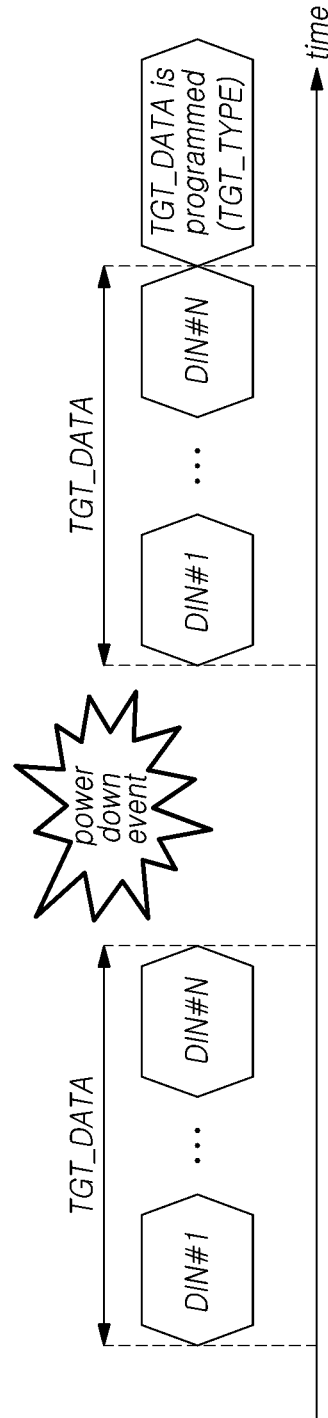 TGT_DATA
DIN#1
...
DIN#N
power
down
event
TGT_DATA
DIN#1
...
DIN#N
TGT_DATA is
programmed
(TGT_TYPE)
time